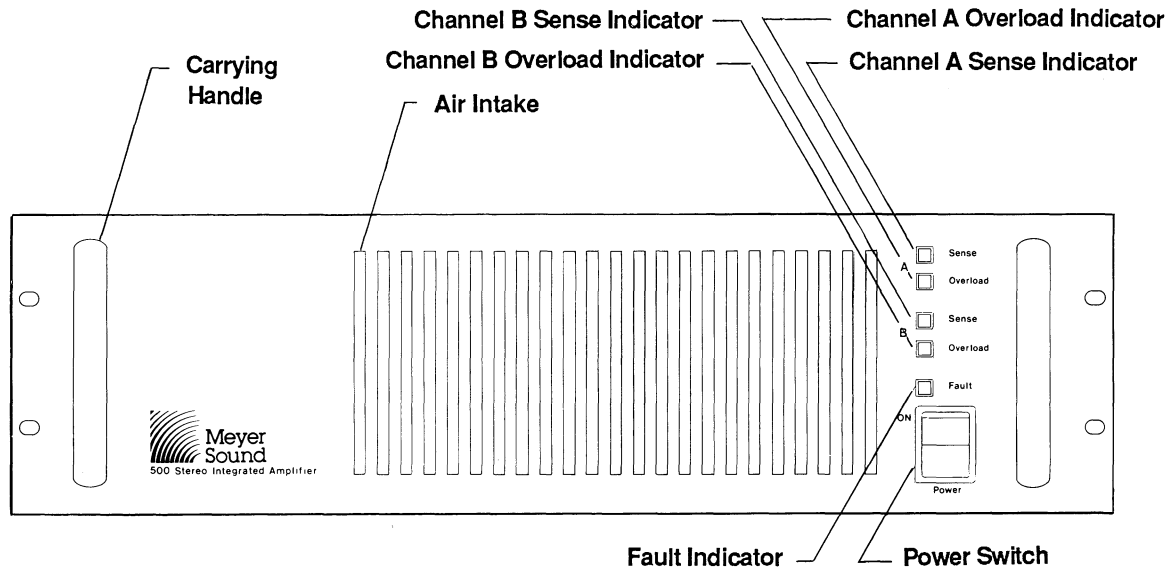 Channel B Sense Indicator
Channel A Overload Indicator
Channel B Overload Indicator
Channel A Sense Indicator
Carrying
Handle
Air Intake
A
Sense
Overload
B
Sense
Overload
Fault
ON
Power
Meyer
Sound
500 Stereo Integrated Amplifier
Fault Indicator
Power Switch